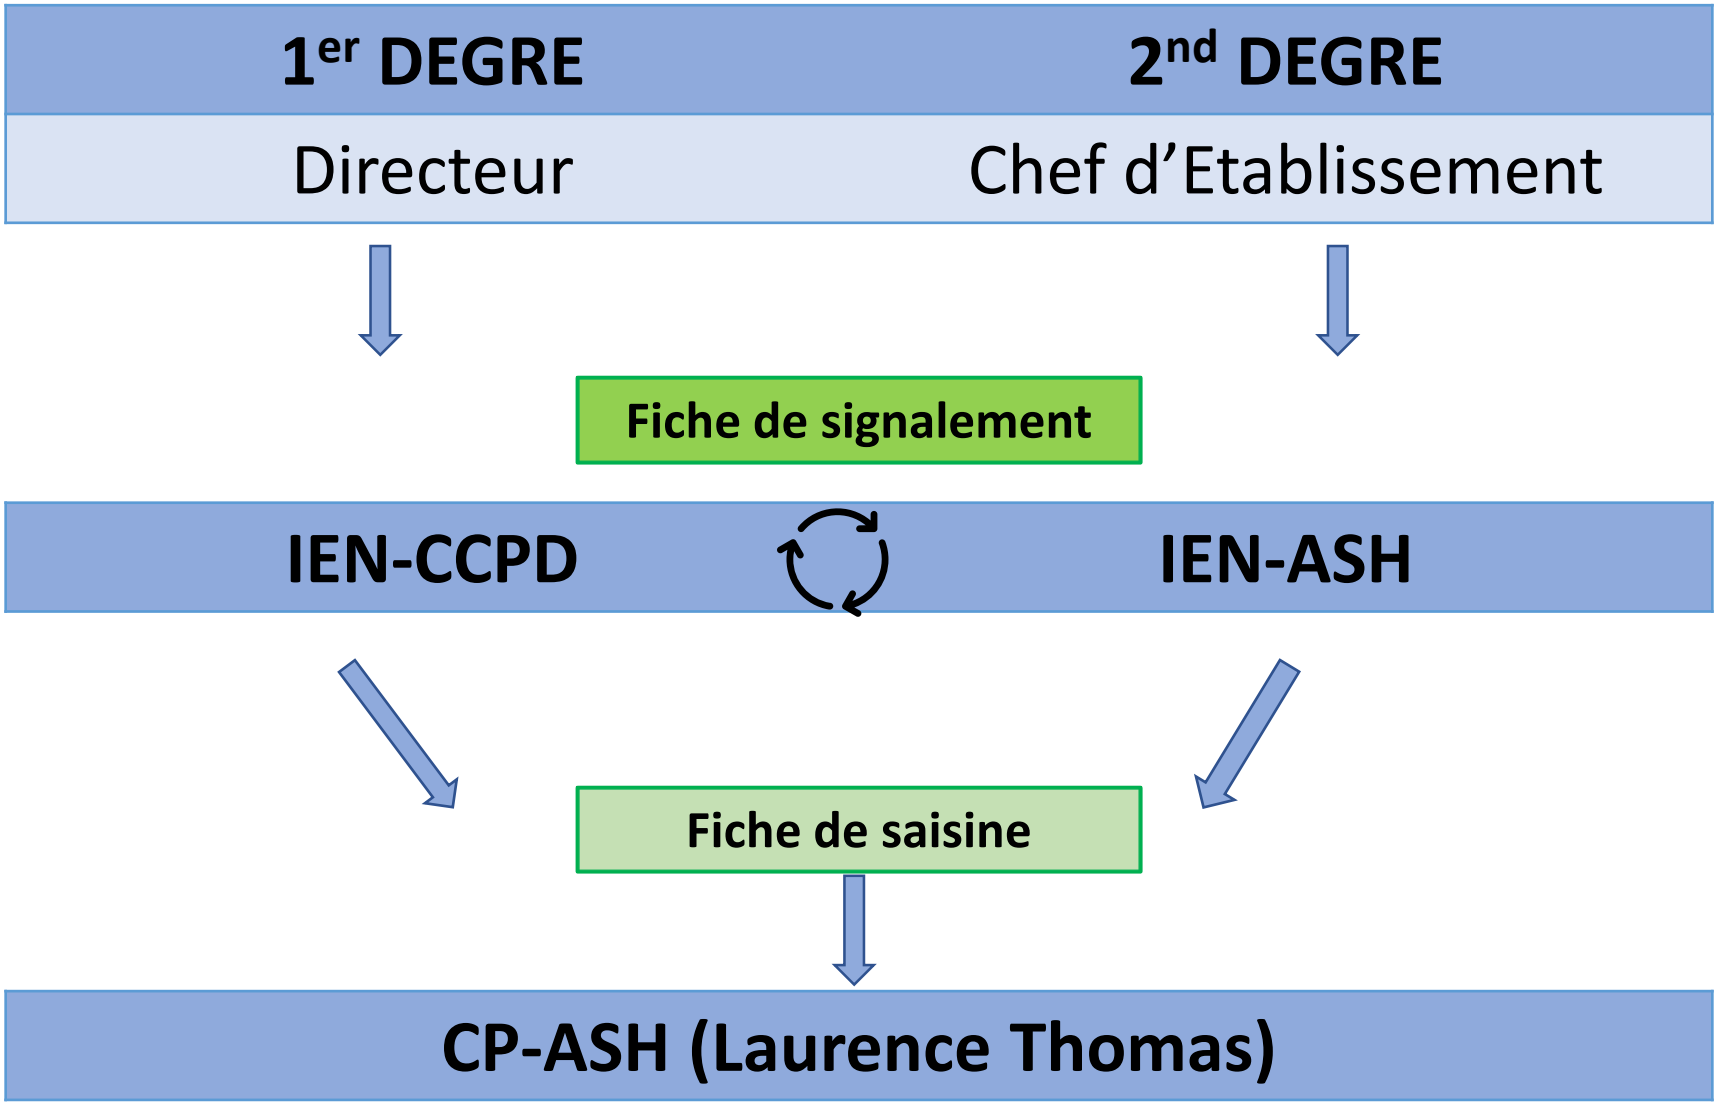 1er DEGRE
2nd DEGRE
Directeur
Chef d’Etablissement
Fiche de signalement
IEN-CCPD
IEN-ASH
Fiche de saisine
CP-ASH (Laurence Thomas)